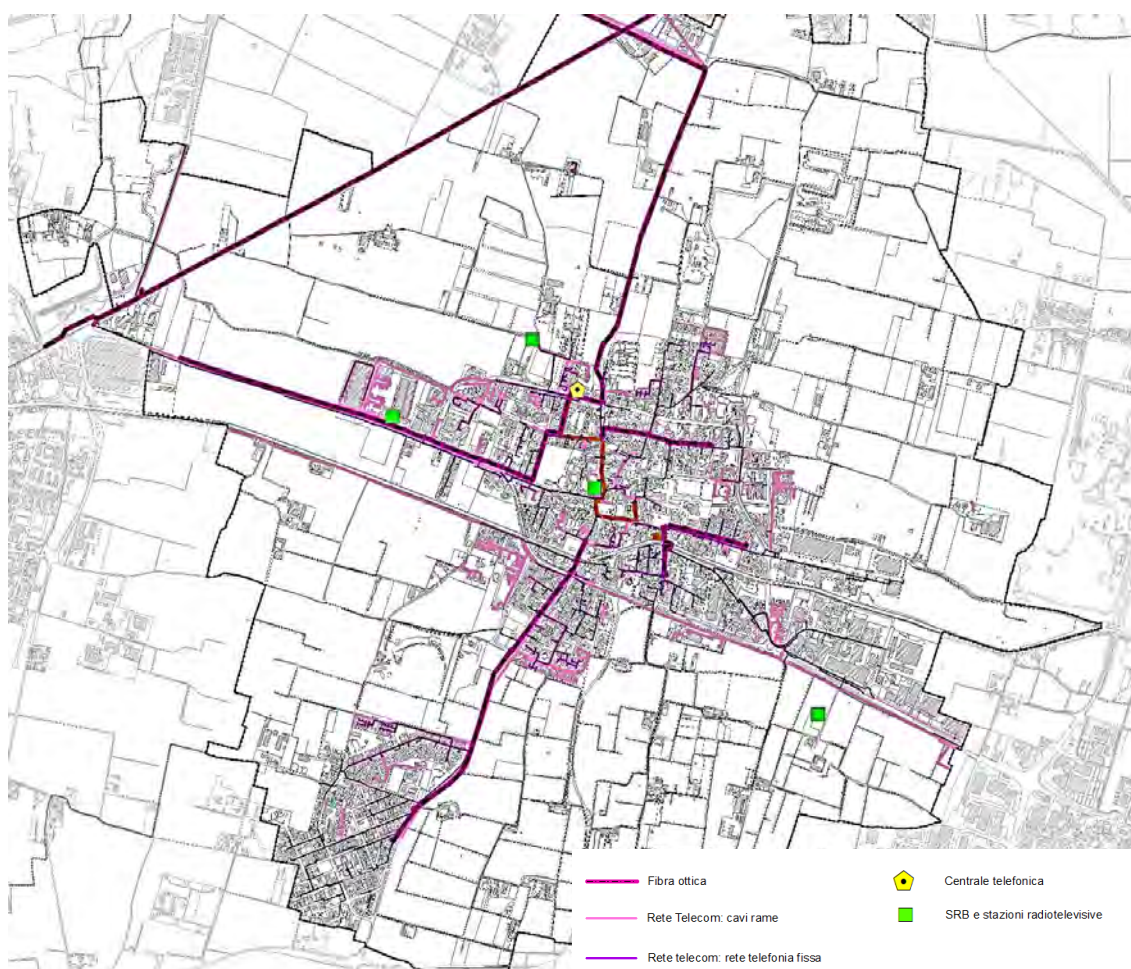 Fibra ottica
Centrale telefonica
Rete Telecom: cavi rame
SRB e stazioni radiotelevisive
Rete telecom: rete telefonia fissa